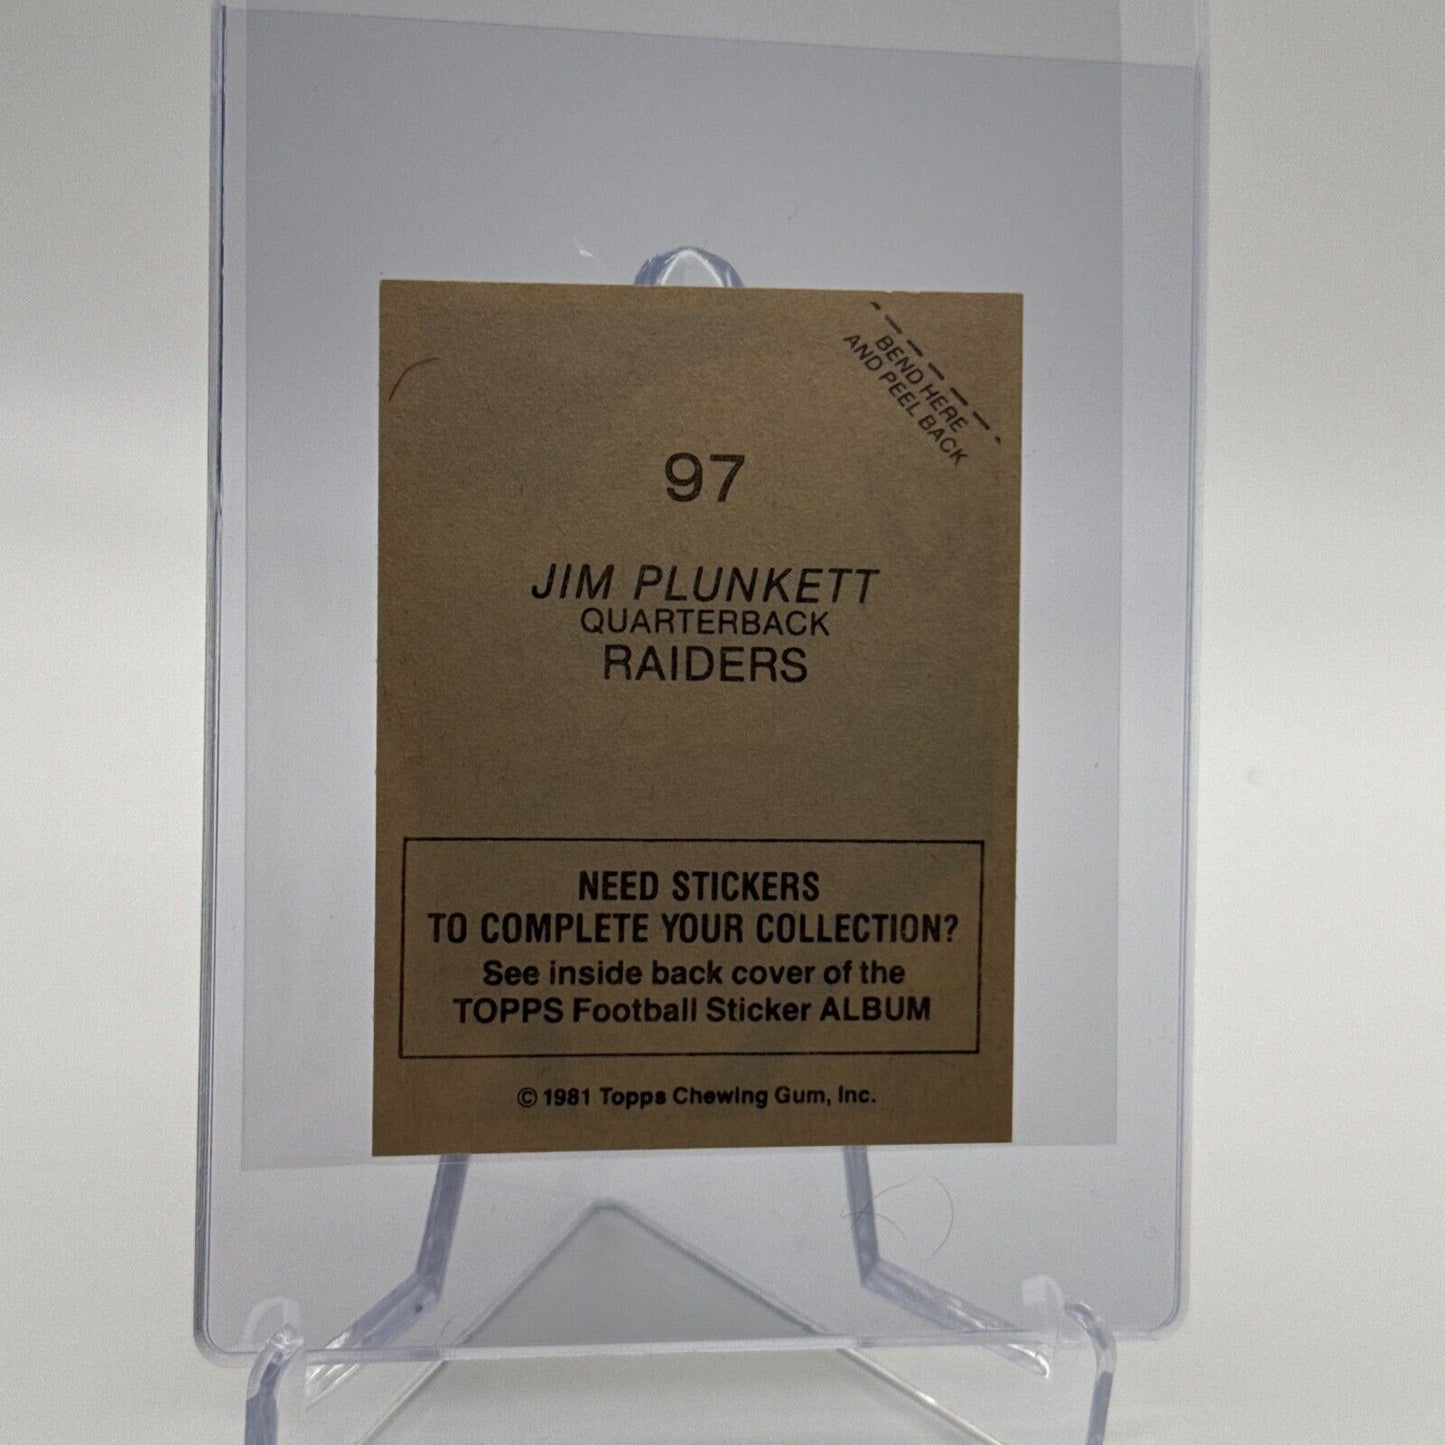 BEND HERE
AND PEEL BACK
97
JIM PLUNKETT
QUARTERBACK
RAIDERS
NEED STICKERS
TO COMPLETE YOUR COLLECTION?
See inside back cover of the
TOPPS Football Sticker ALBUM
© 1981 Topps Chewing Gum, Inc.